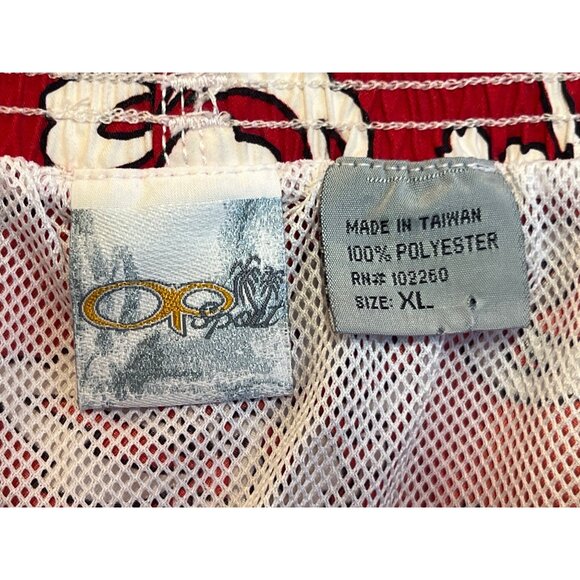 OP
Sport
MADE IN TAIWAN
100% POLYESTER
RN# 102260
SIZE: XL